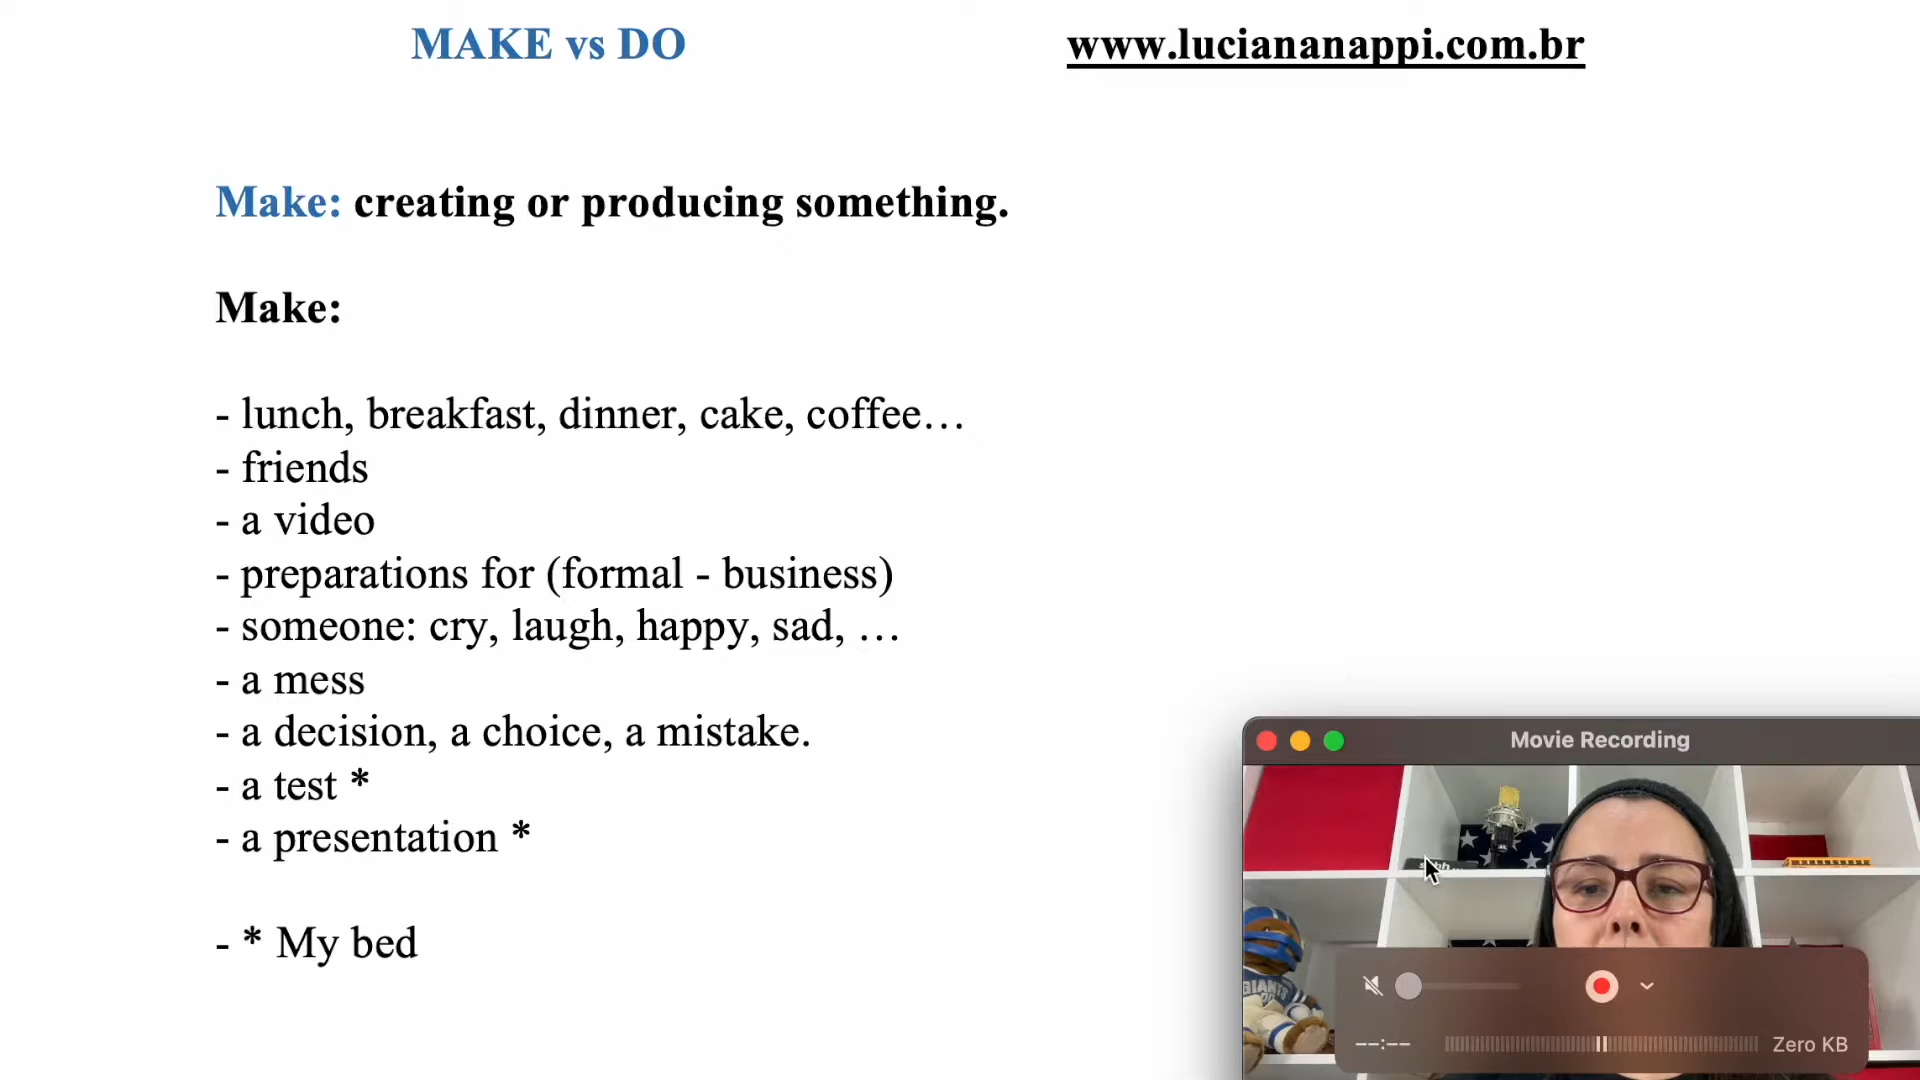 MAKE vs DO
www.luciananappi.com.br
Make: creating or producing something.
Make:
- lunch, breakfast, dinner, cake, coffee…
- friends
- a video
- preparations for (formal - business)
- someone: cry, laugh, happy, sad, …
- a mess
- a decision, a choice, a mistake.
- a test *
- a presentation *
- * My bed
Movie Recording
GIANTS
--:--
Zero KB